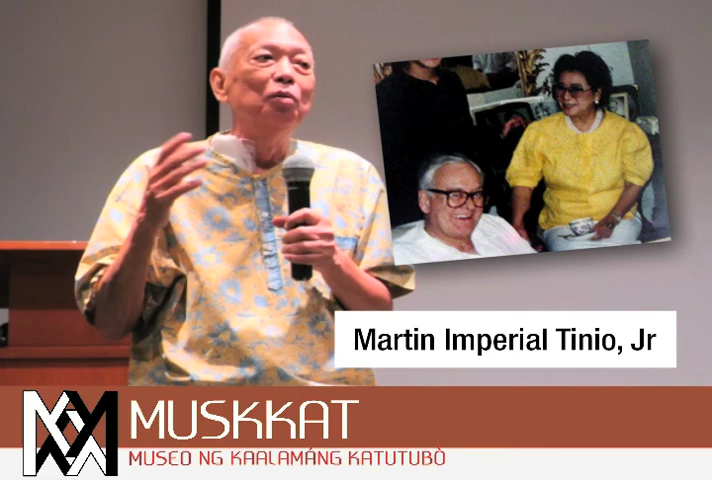 Martin Imperial Tinio, Jr
MUSKKAT
MUSEO NG KAALAMÁNG KATUTUBÒ